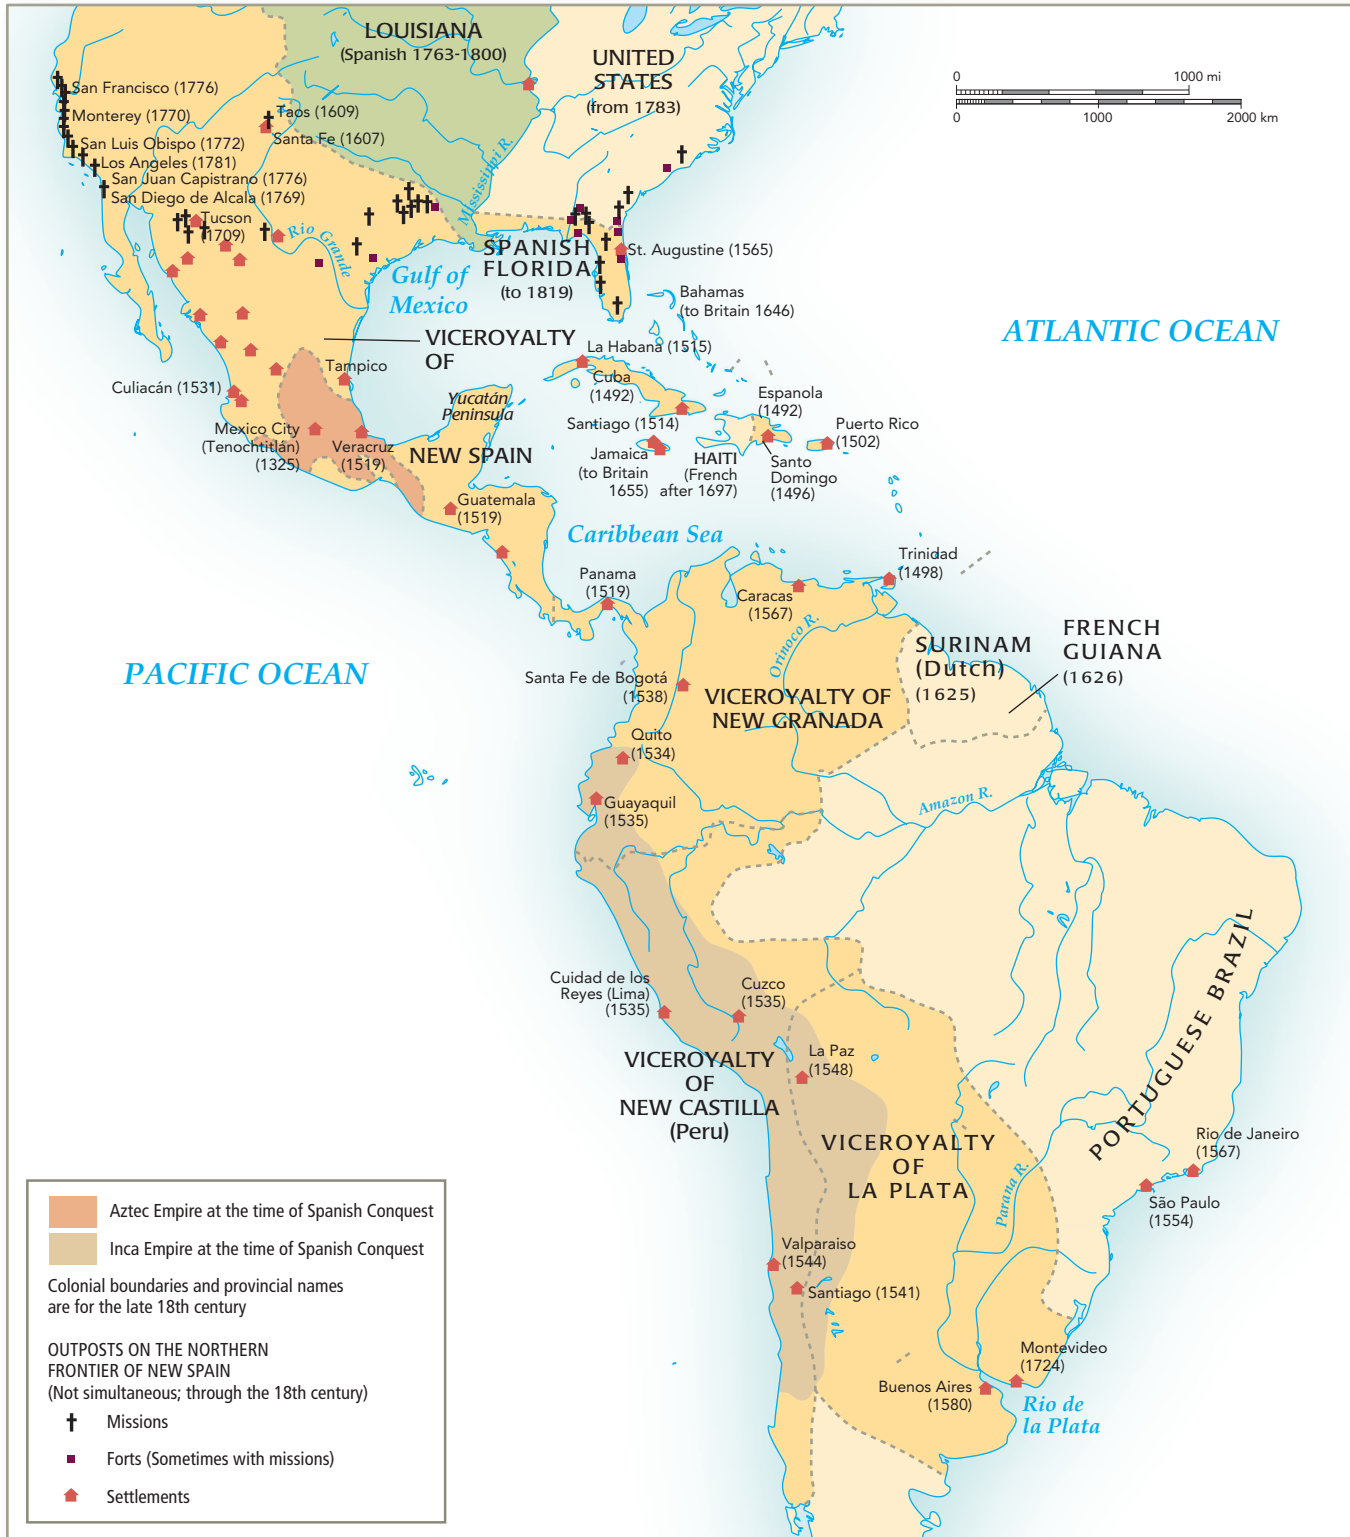 LOUISIANA
(Spanish 1763-1800)
UNITED
STATES
(from 1783)
0
1000 mi
0
1000
2000 km
San Francisco (1776)
Monterey (1770)
San Luis Obispo (1772)
Los Angeles (1781)
San Juan Capistrano (1776)
San Diego de Alcala (1769)
Taos (1609)
Santa Fe (1607)
Tucson
(1709)
Rio Grande
Mississippi R.
SPANISH
FLORIDA
(to 1819)
St. Augustine (1565)
Gulf of
Mexico
Bahamas
(to Britain 1646)
ATLANTIC OCEAN
VICEROYALTY
OF
NEW SPAIN
La Habana (1515)
Cuba
(1492)
Tampico
Culiacán (1531)
Yucatán
Peninsula
Mexico City
(Tenochtitlán)
(1325)
Veracruz
(1519)
Santiago (1514)
Espanola
(1492)
Puerto Rico
(1502)
Jamaica
(to Britain
1655)
HAITI
(French
after 1697)
Santo
Domingo
(1496)
Guatemala
(1519)
Caribbean Sea
Panama
(1519)
Caracas
(1567)
Trinidad
(1498)
Orinoco R.
PACIFIC OCEAN
SURINAM
(Dutch)
(1625)
FRENCH
GUIANA
(1626)
Santa Fe de Bogotá
(1538)
VICEROYALTY OF
NEW GRANADA
Quito
(1534)
Guayaquil
(1535)
Amazon R.
PORTUGUESE BRAZIL
Cuidad de los
Reyes (Lima)
(1535)
Cuzco
(1535)
La Paz
(1548)
VICEROYALTY
OF
NEW CASTILLA
(Peru)
VICEROYALTY
OF
LA PLATA
Parana R.
Rio de Janeiro
(1567)
São Paulo
(1554)
Valparaiso
(1544)
Santiago (1541)
Montevideo
(1724)
Buenos Aires
(1580)
Rio de
la Plata
Aztec Empire at the time of Spanish Conquest
Inca Empire at the time of Spanish Conquest
Colonial boundaries and provincial names
are for the late 18th century
OUTPOSTS ON THE NORTHERN
FRONTIER OF NEW SPAIN
(Not simultaneous; through the 18th century)
Missions
Forts (Sometimes with missions)
Settlements